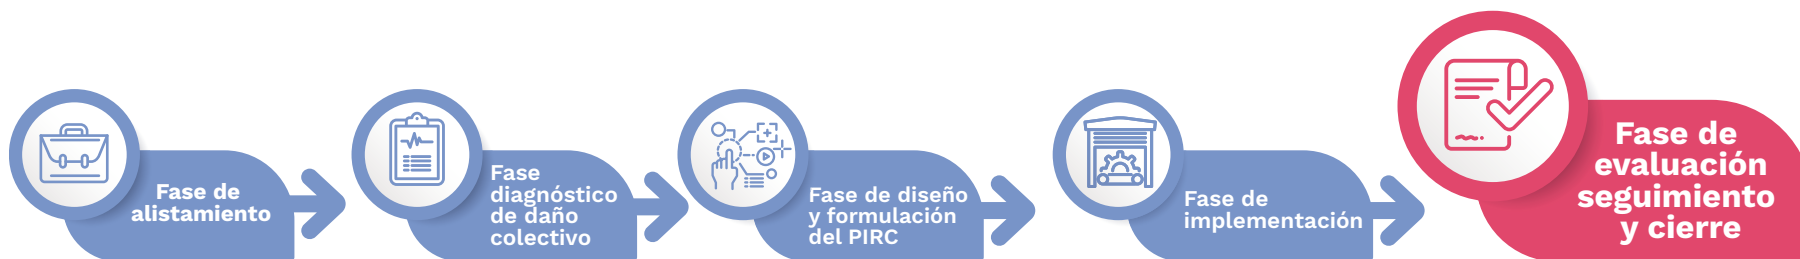 Fase de
alistamiento
Fase
diagnóstico
de daño
colectivo
Fase de diseño
y formulación
del PIRC
Fase de
implementación
Fase de
evaluación
seguimiento
y cierre